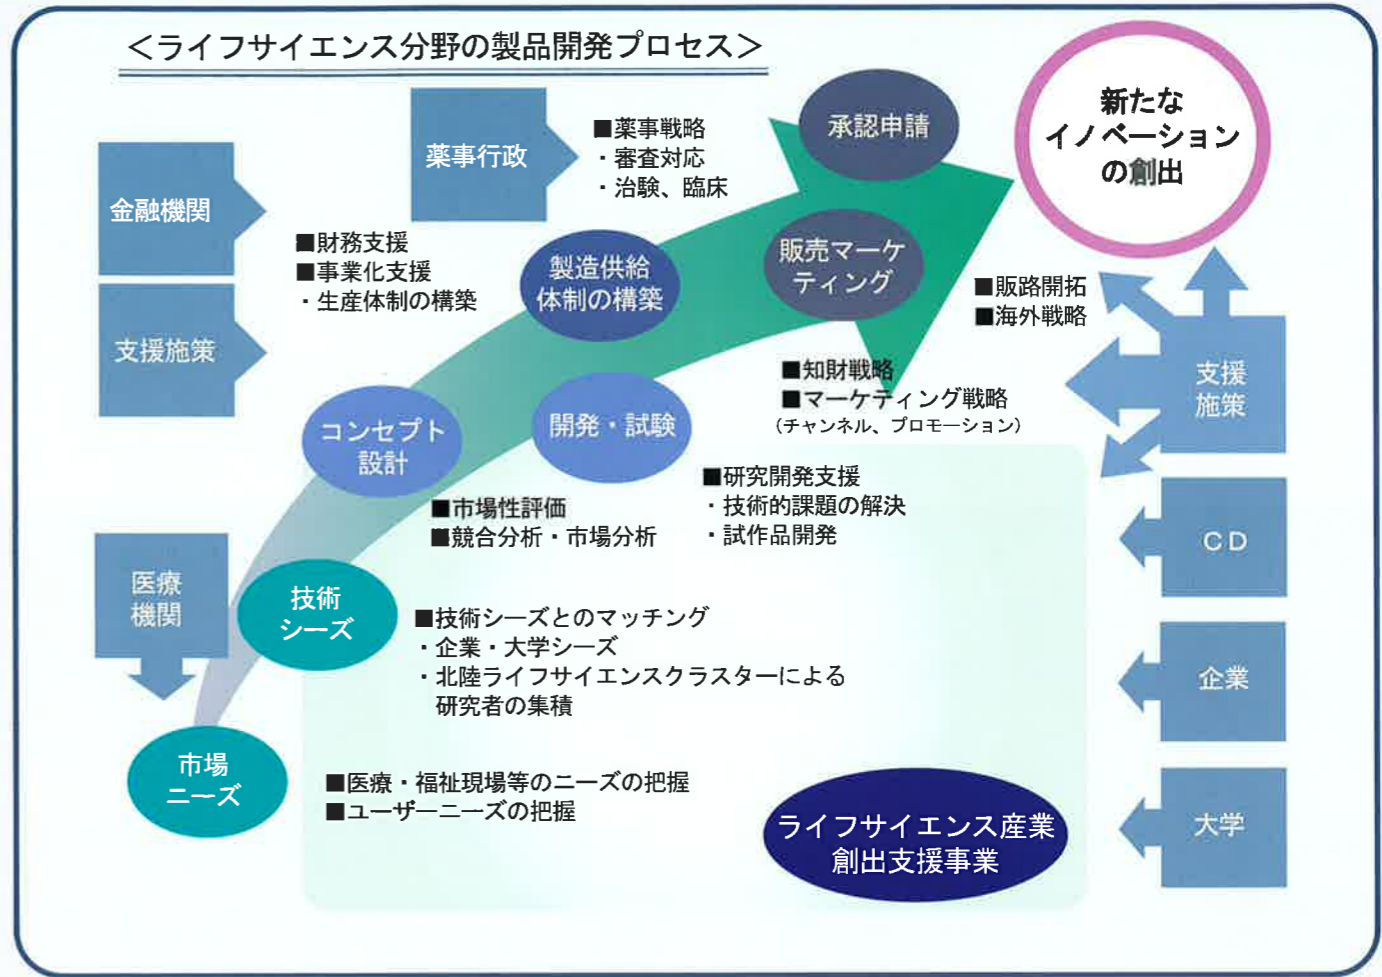 ＜ライフサイエンス分野の製品開発プロセス＞
新たな
イノベーション
の創出
承認申請
薬事行政
■薬事戦略
・審査対応
・治験、臨床
金融機関
■財務支援
■事業化支援
・生産体制の構築
製造供給
体制の構築
販売マーケ
ティング
■販路開拓
■海外戦略
支援施策
支援
施策
■知財戦略
■マーケティング戦略
（チャンネル、プロモーション）
コンセプト
設計
開発・試験
■市場性評価
■競合分析・市場分析
■研究開発支援
・技術的課題の解決
・試作品開発
ＣＤ
医療
機関
技術
シーズ
■技術シーズとのマッチング
・企業・大学シーズ
・北陸ライフサイエンスクラスターによる
研究者の集積
企業
市場
ニーズ
■医療・福祉現場等のニーズの把握
■ユーザーニーズの把握
ライフサイエンス産業
創出支援事業
大学